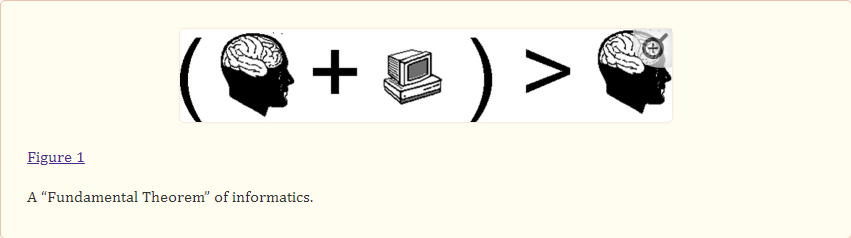 ( + ) >
Figure 1
A “Fundamental Theorem” of informatics.